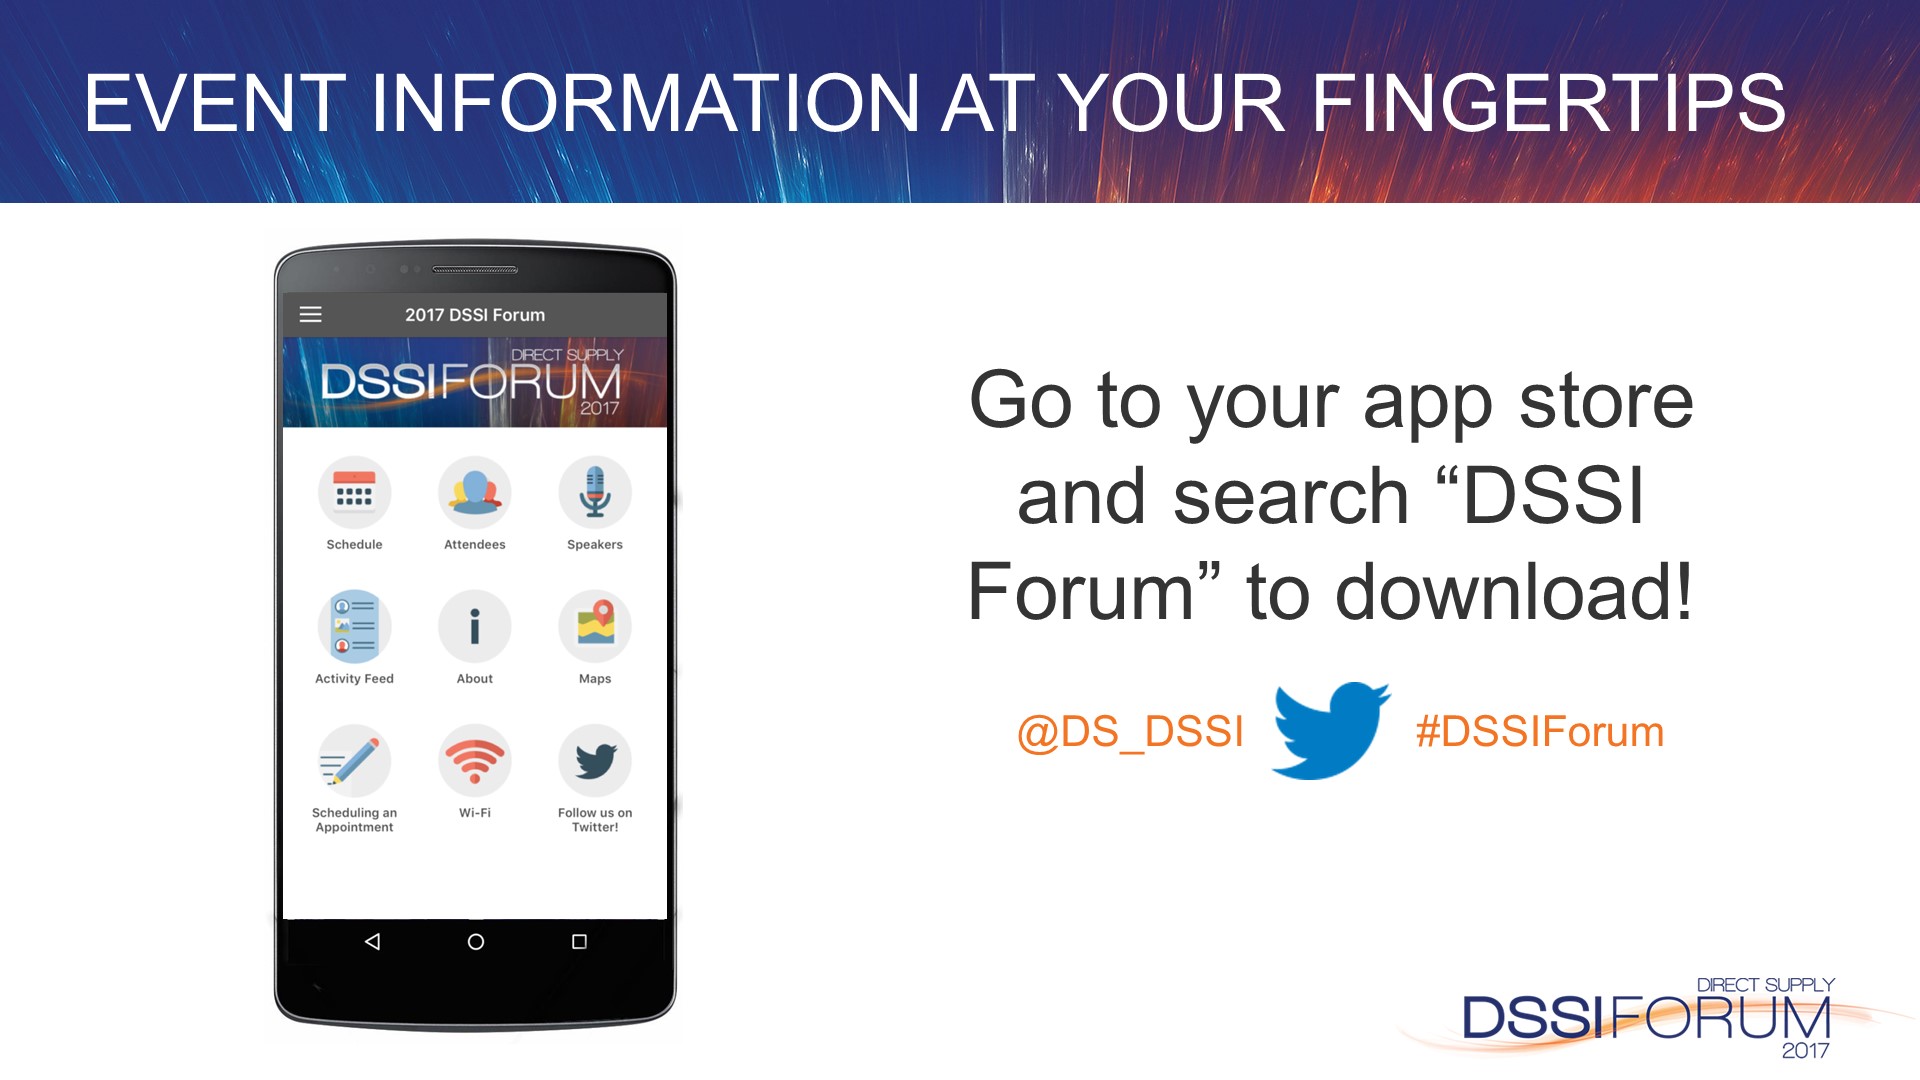 EVENT INFORMATION AT YOUR FINGERTIPS
2017 DSSI Forum
DIRECT SUPPLY
DSSIFORUM
2017
Schedule
Attendees
Speakers
Activity Feed
About
Maps
Scheduling an
Appointment
Wi-Fi
Follow us on
Twitter!
Go to your app store
and search “DSSI
Forum” to download!
@DS_DSSI
#DSSIForum
DIRECT SUPPLY
DSSIFORUM
2017